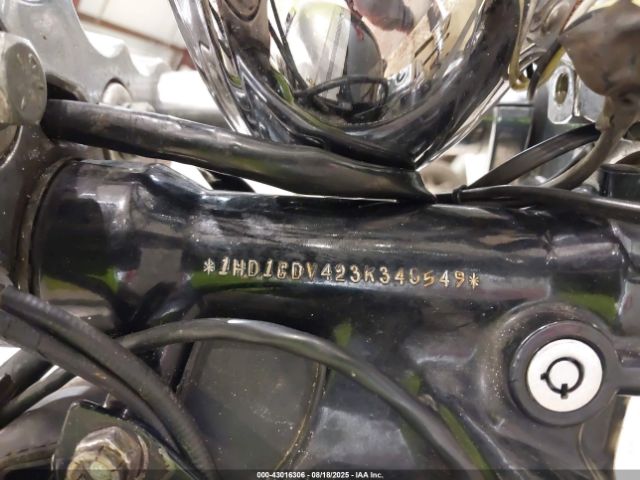 *1HD1GDV423K340549*
000-43016306 - 08/18/2025 - IAA Inc.